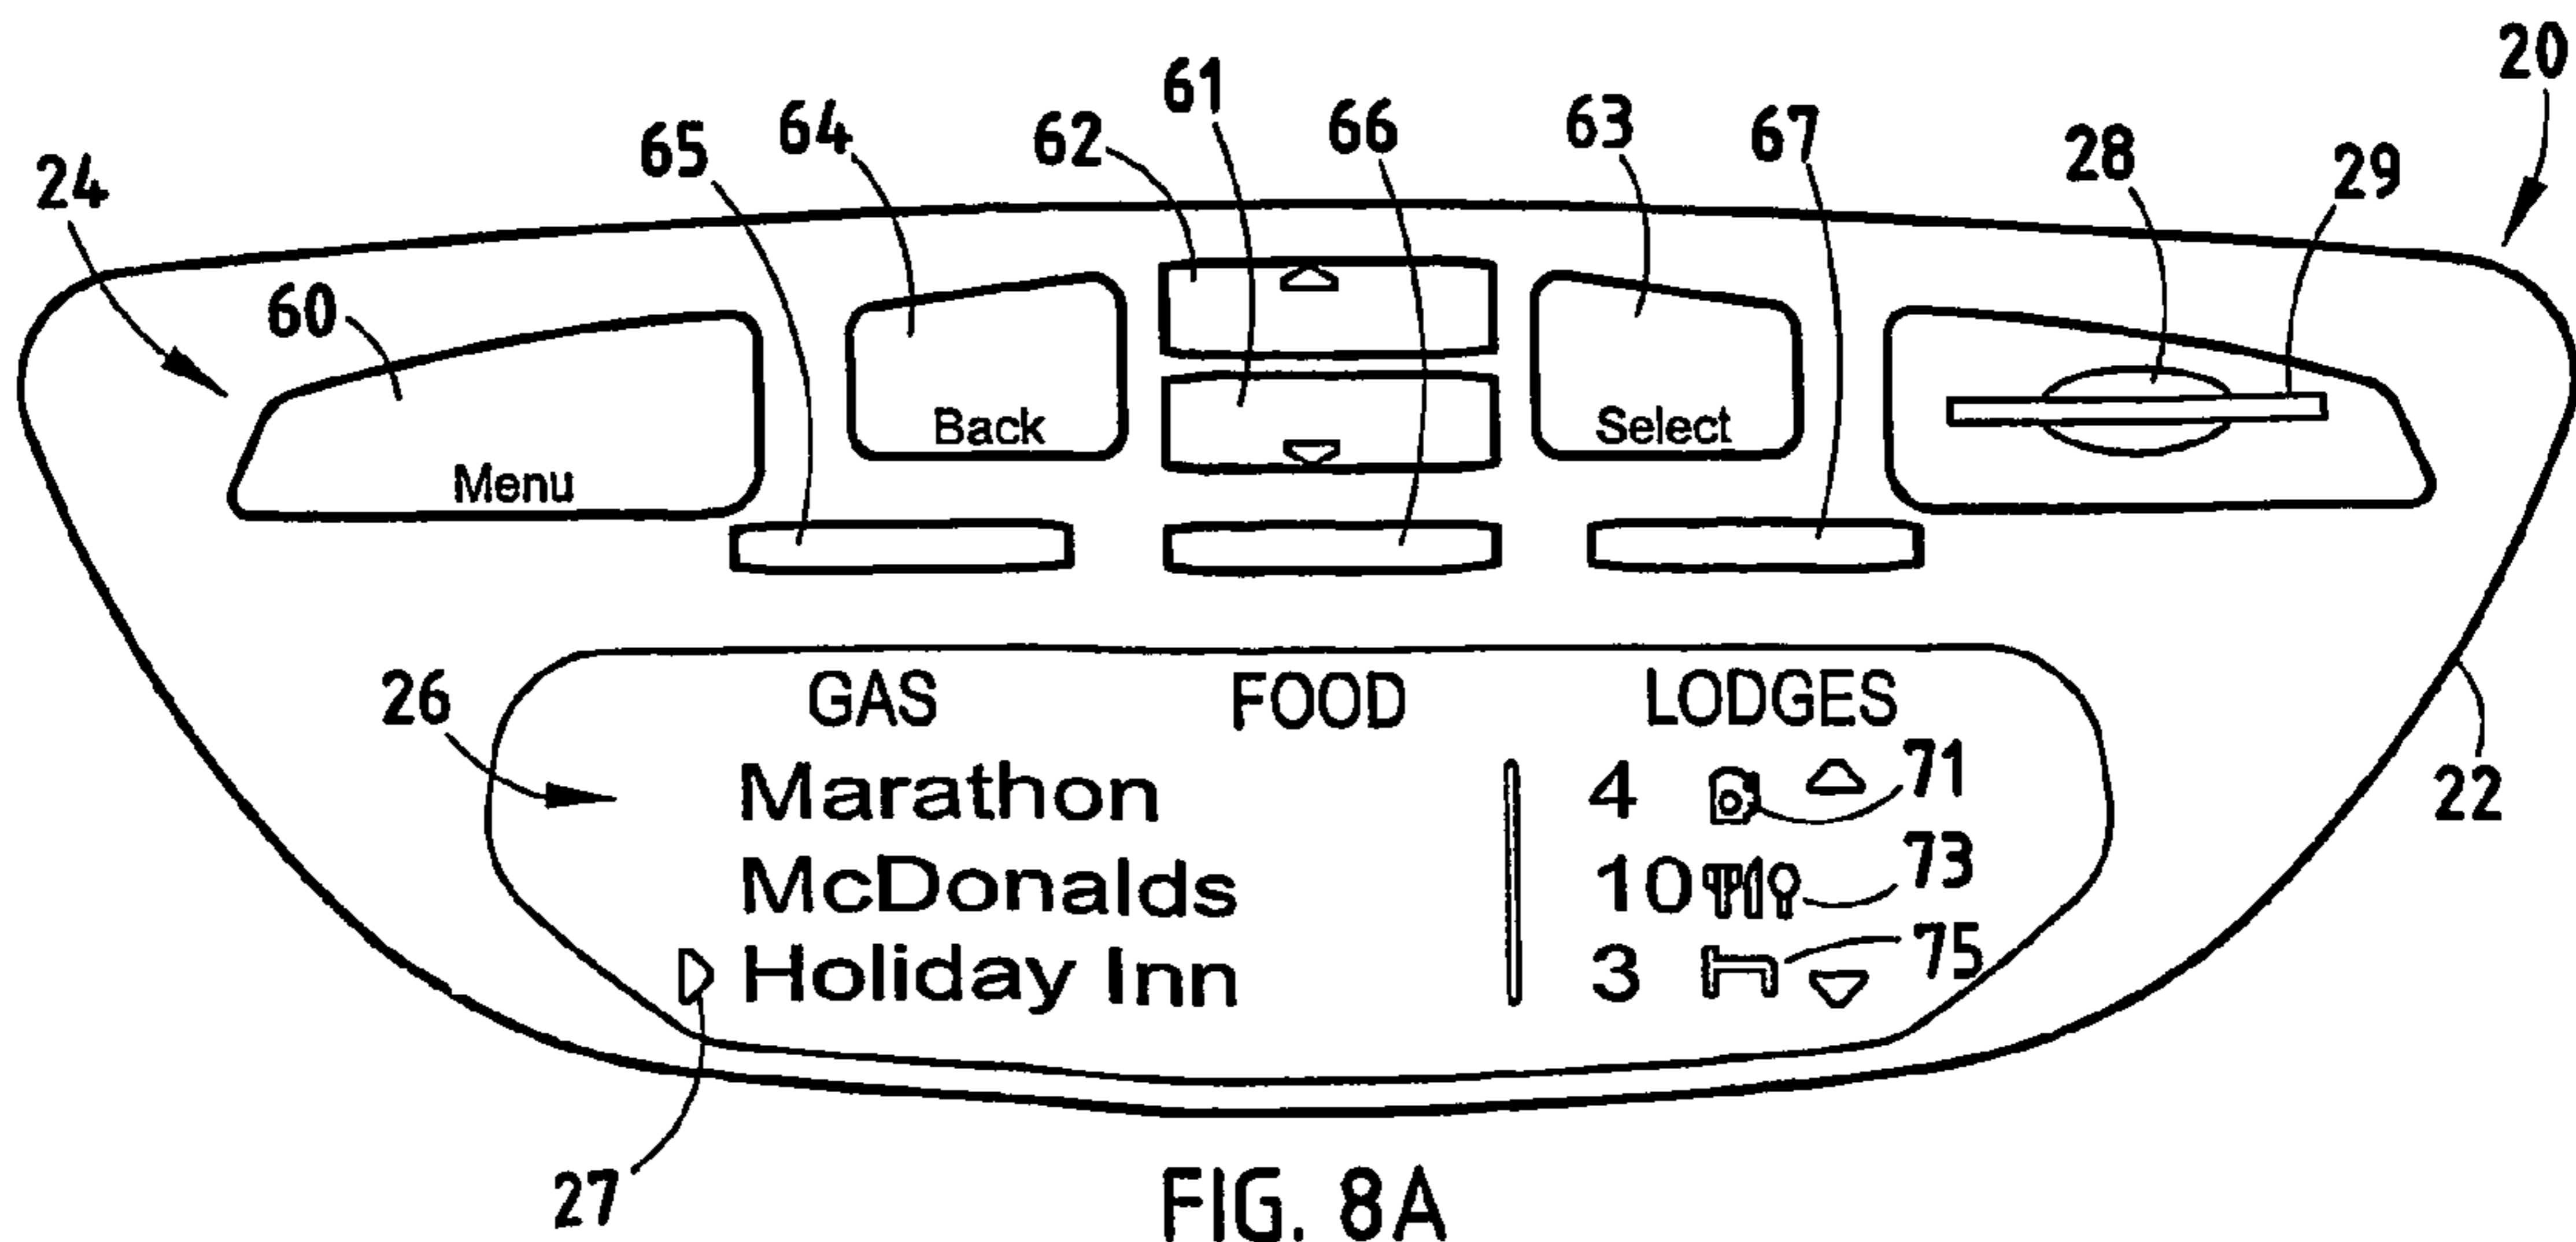 20
61
62
66
63
64
67
65
28
29
24
60
Back
Select
Menu
GAS FOOD LODGES
26
Marathon 4 71
22
McDonalds 10 73
Holiday Inn 3 75
27
FIG. 8A